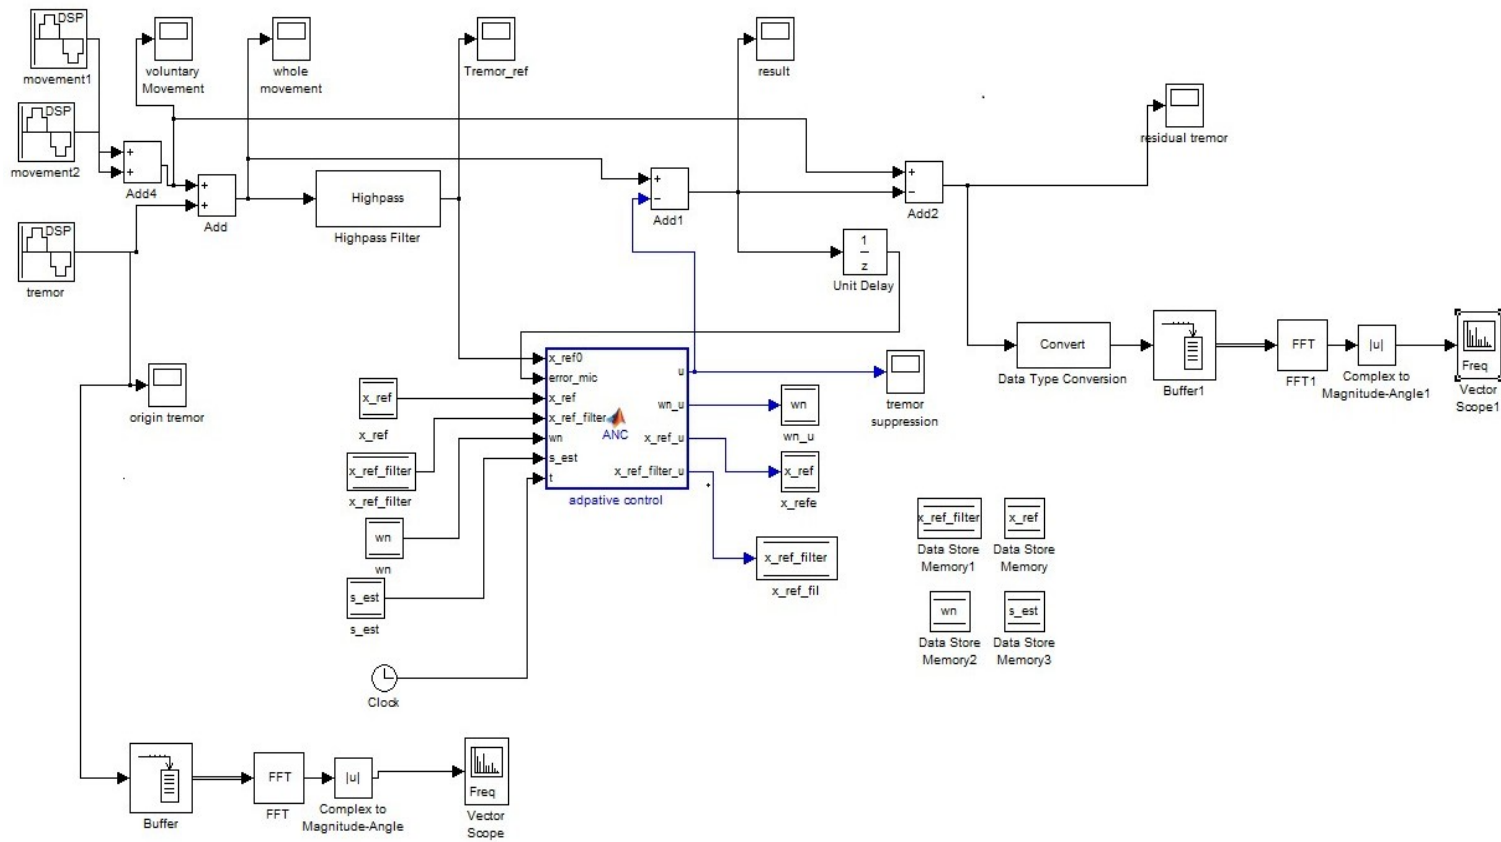 DSP
movement1
voluntary
Movement
whole
movement
Tremor_ref
result
DSP
movement2
+
+
Add4
+
+
Add
Highpass
Highpass Filter
+
−
Add1
+
−
Add2
residual tremor
DSP
tremor
1
z
Unit Delay
origin tremor
x_ref0
error_mic
x_ref
x_ref_filter
wn
s_est
t
ANC
u
wn_u
x_ref_u
x_ref_filter_u
adpative control
tremor
suppression
Convert
Data Type Conversion
Buffer1
FFT
FFT1
|u|
Complex to
Magnitude-Angle1
Freq
Vector
Scope1
x_ref
x_ref
x_ref_filter
x_ref_filter
wn
wn
s_est
s_est
Clock
wn
wn_u
x_ref
x_refe
x_ref_filter
x_ref_fil
x_ref_filter
Data Store
Memory1
x_ref
Data Store
Memory
wn
Data Store
Memory2
s_est
Data Store
Memory3
Buffer
FFT
FFT
|u|
Complex to
Magnitude-Angle
Freq
Vector
Scope